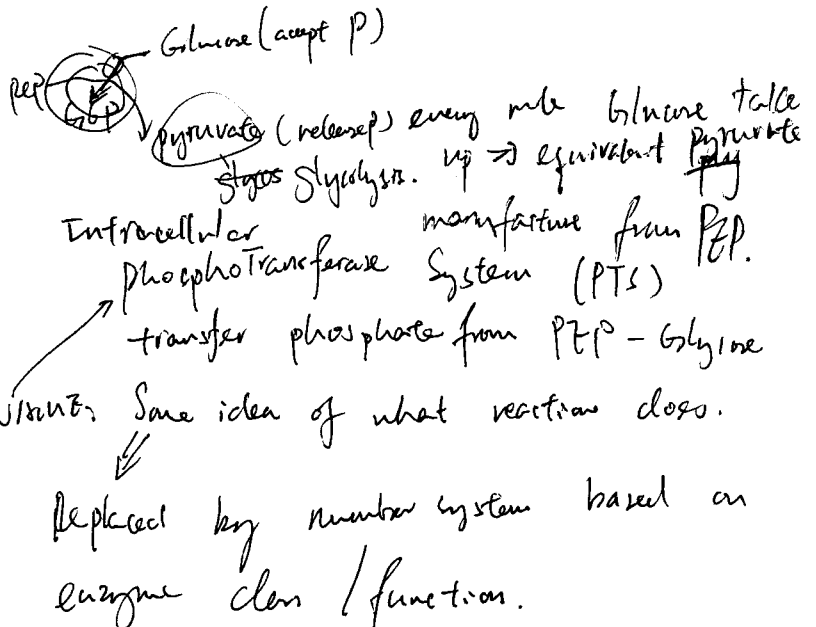 Glucose (accept P)
PEP
G6P
pyruvate (release P) every mole Glucose take
glycolysis. up → equivalent pyruvate
Intracellular manufacture from PEP.
phosphoTransferase System (PTS)
transfer phosphate from PEP - Glucose
Some idea of what reaction does.
Replaced by number system based on
enzyme class / function.